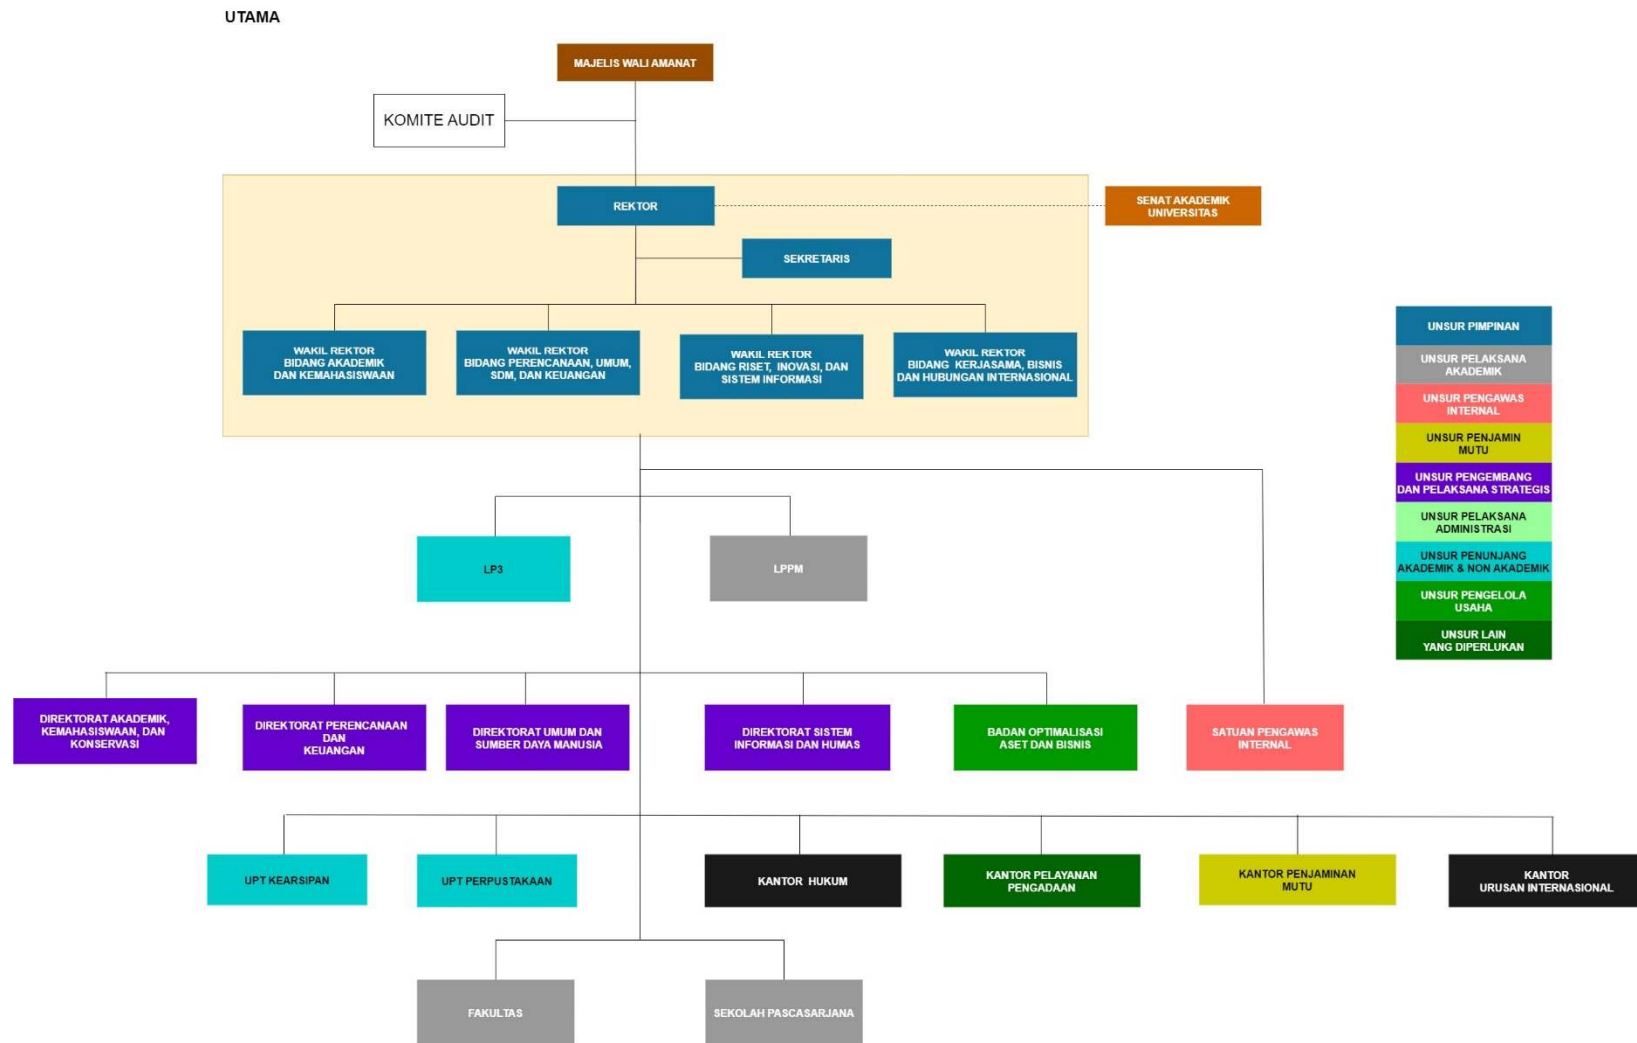 UTAMA
MAJELIS WALI AMANAT
KOMITE AUDIT
REKTOR
SENAT AKADEMIK
UNIVERSITAS
SEKRETARIS
WAKIL REKTOR
BIDANG AKADEMIK
DAN KEMAHASISWAAN
WAKIL REKTOR
BIDANG PERENCANAAN, UMUM,
SDM, DAN KEUANGAN
WAKIL REKTOR
BIDANG RISET, INOVASI, DAN
SISTEM INFORMASI
WAKIL REKTOR
BIDANG KERJASAMA, BISNIS
DAN HUBUNGAN INTERNASIONAL
UNSUR PIMPINAN
UNSUR PELAKSANA
AKADEMIK
UNSUR PENGAWAS
INTERNAL
UNSUR PENJAMIN
MUTU
UNSUR PENGEMBANG
DAN PELAKSANA STRATEGIS
UNSUR PELAKSANA
ADMINISTRASI
UNSUR PENUNJANG
AKADEMIK & NON AKADEMIK
UNSUR PENGELOLA
USAHA
UNSUR LAIN
YANG DIPERLUKAN
LP3
LPPM
DIREKTORAT AKADEMIK,
KEMAHASISWAAN, DAN
KONSERVASI
DIREKTORAT PERENCANAAN
DAN
KEUANGAN
DIREKTORAT UMUM DAN
SUMBER DAYA MANUSIA
DIREKTORAT SISTEM
INFORMASI DAN HUMAS
BADAN OPTIMALISASI
ASET DAN BISNIS
SATUAN PENGAWAS
INTERNAL
UPT KEARSIPAN
UPT PERPUSTAKAAN
KANTOR HUKUM
KANTOR PELAYANAN
PENGADAAN
KANTOR PENJAMINAN
MUTU
KANTOR
URUSAN INTERNASIONAL
FAKULTAS
SEKOLAH PASCASARJANA